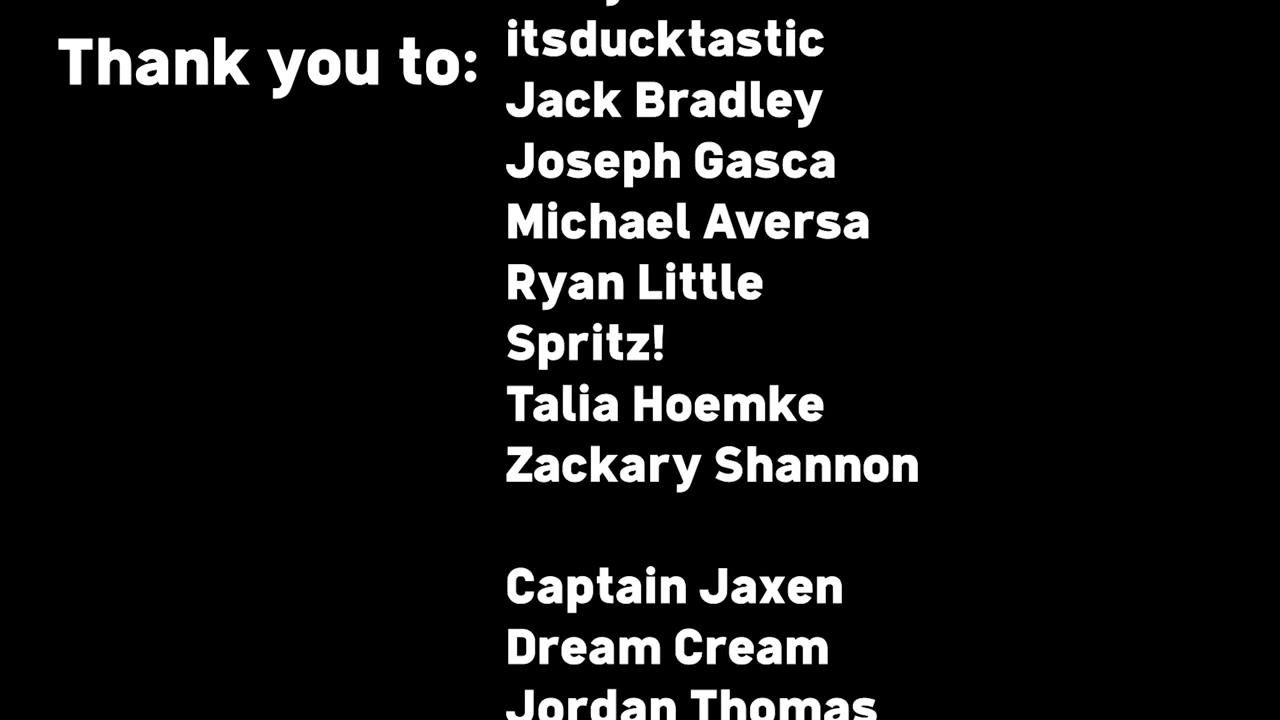 Thank you to:
itsducktastic
Jack Bradley
Joseph Gasca
Michael Aversa
Ryan Little
Spritz!
Talia Hoemke
Zackary Shannon
Captain Jaxen
Dream Cream
Jordan Thomas